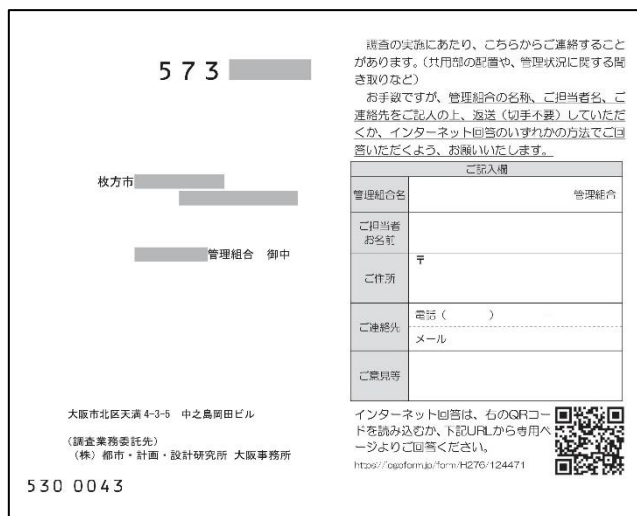 573
枚方市
管理組合 御中
大阪市北区天満 4-3-5 中之島岡田ビル
（調査業務委託先）
（株）都市・計画・設計研究所 大阪事務所
530 0043
調査の実施にあたり、こちらからご連絡すること
があります。（共用部の配置や、管理状況に関する聞
き取りなど）
お手数ですが、管理組合の名称、ご担当者名、ご
連絡先をご記入の上、返送（切手不要）していただ
くか、インターネット回答のいずれかの方法でご回
答いただくよう、お願いいたします。
ご記入欄
管理組合名 管理組合
ご担当者
お名前
ご住所 〒
ご連絡先 電話（ ）
メール
ご意見等
インターネット回答は、右のQRコー
ドを読み込むか、下記URLから専用ペ
ージよりご回答ください。